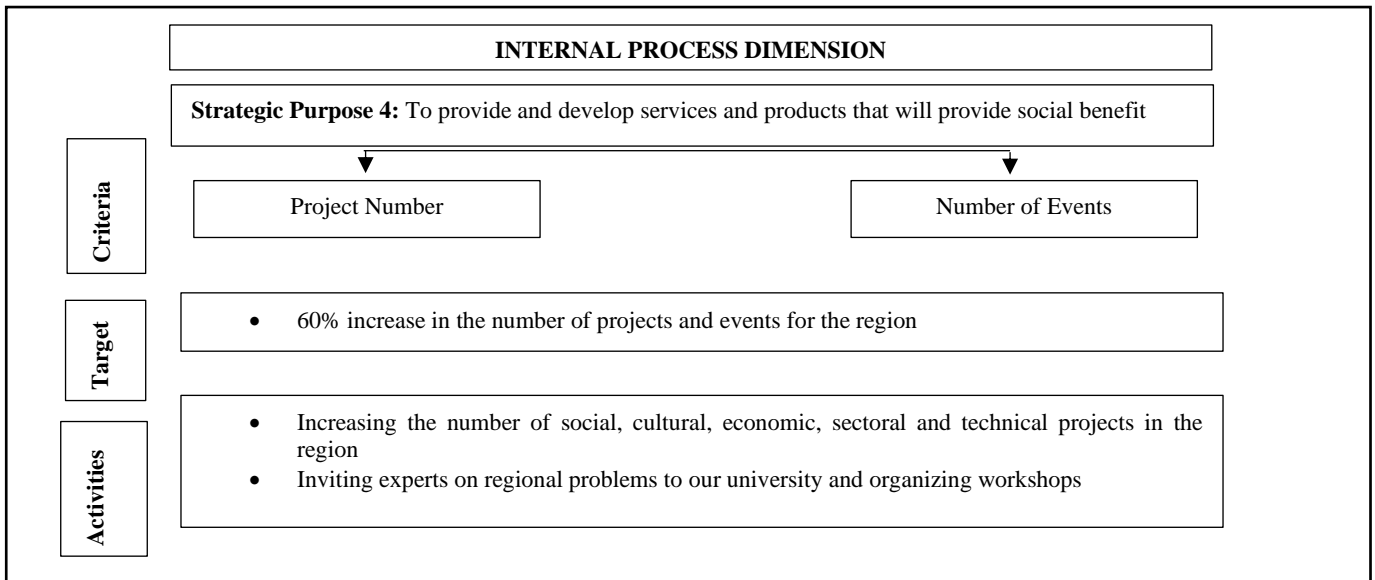 INTERNAL PROCESS DIMENSION
Strategic Purpose 4: To provide and develop services and products that will provide social benefit
Criteria
Project Number
Number of Events
Target
• 60% increase in the number of projects and events for the region
Activities
• Increasing the number of social, cultural, economic, sectoral and technical projects in the
region
• Inviting experts on regional problems to our university and organizing workshops